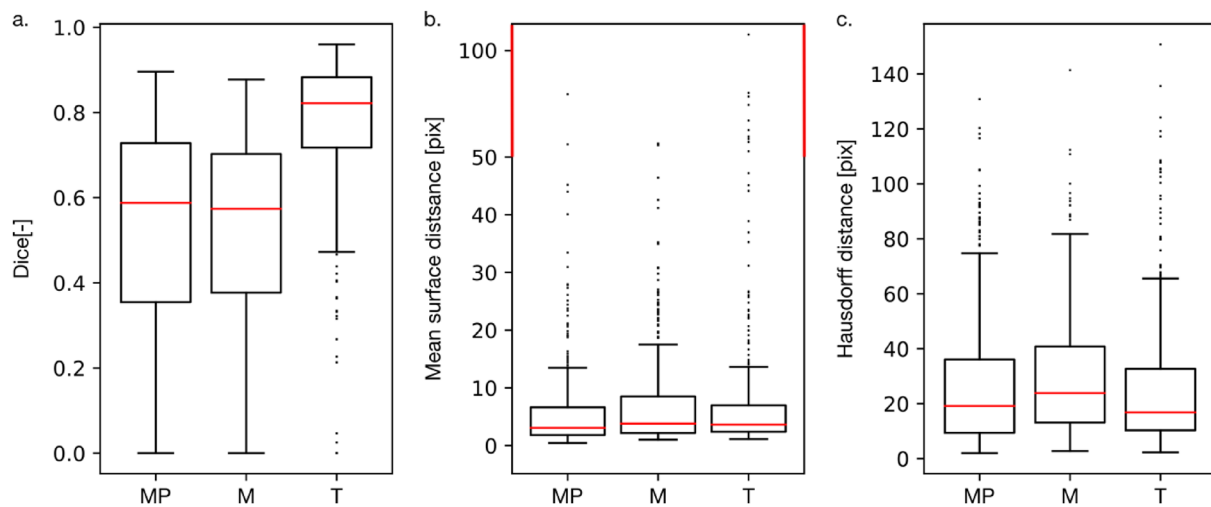 a.
Dice[-]
1.0
0.8
0.6
0.4
0.2
0.0
MP M T
b.
Mean surface distsance [pix]
100
50
40
30
20
10
0
MP M T
c.
Hausdorff distance [pix]
140
120
100
80
60
40
20
0
MP M T